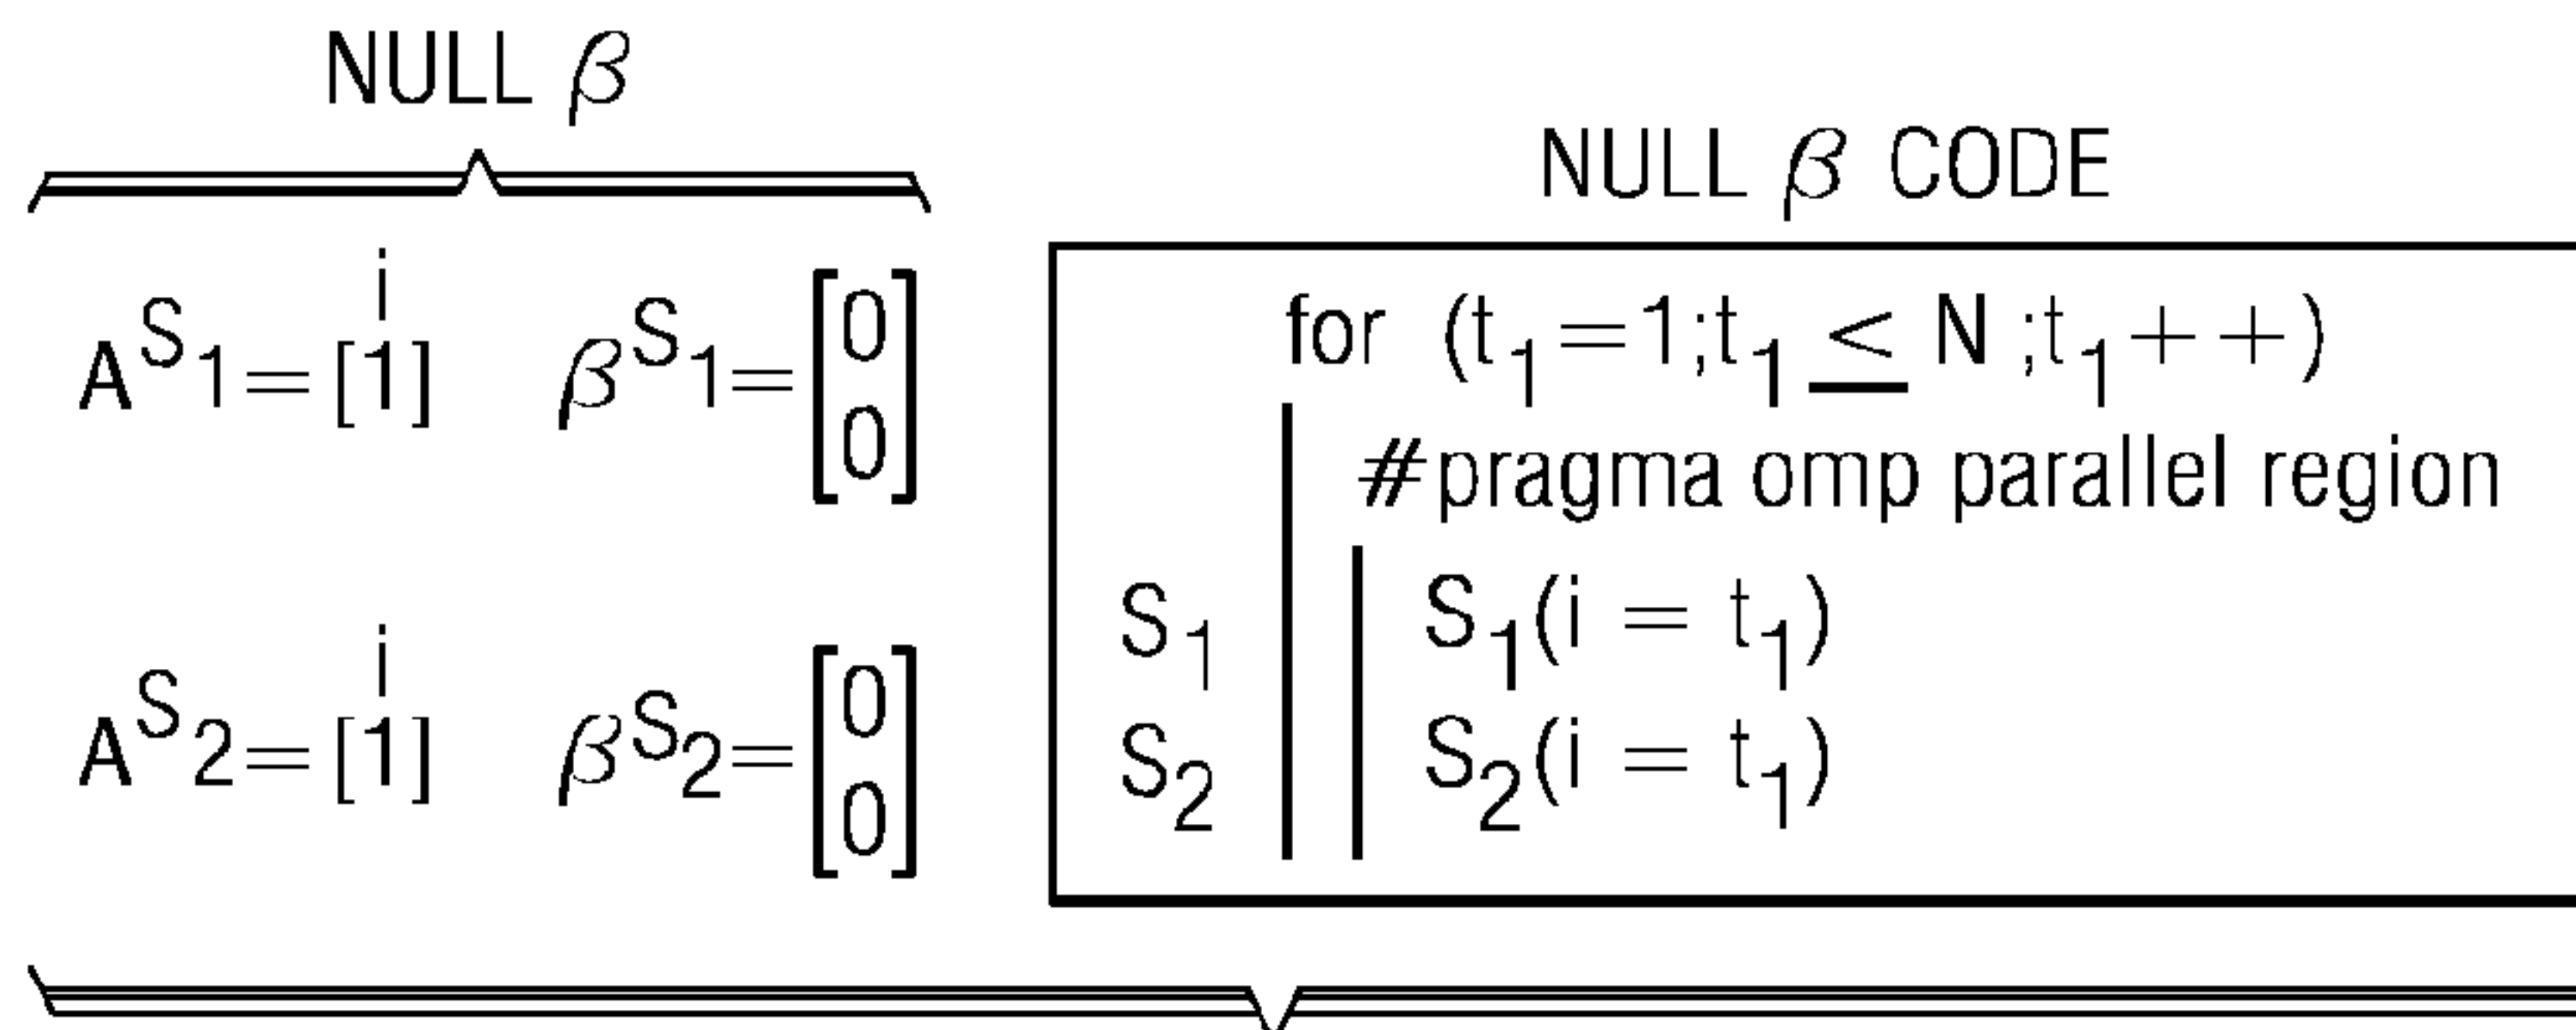 NULL β
A^S1 = [1] β^S1 = [0 0]
i
A^S2 = [1] β^S2 = [0 0]
i
NULL β CODE
for (t1=1;t1≤N;t1++)
#pragma omp parallel region
S1 S1(i = t1)
S2 S2(i = t1)